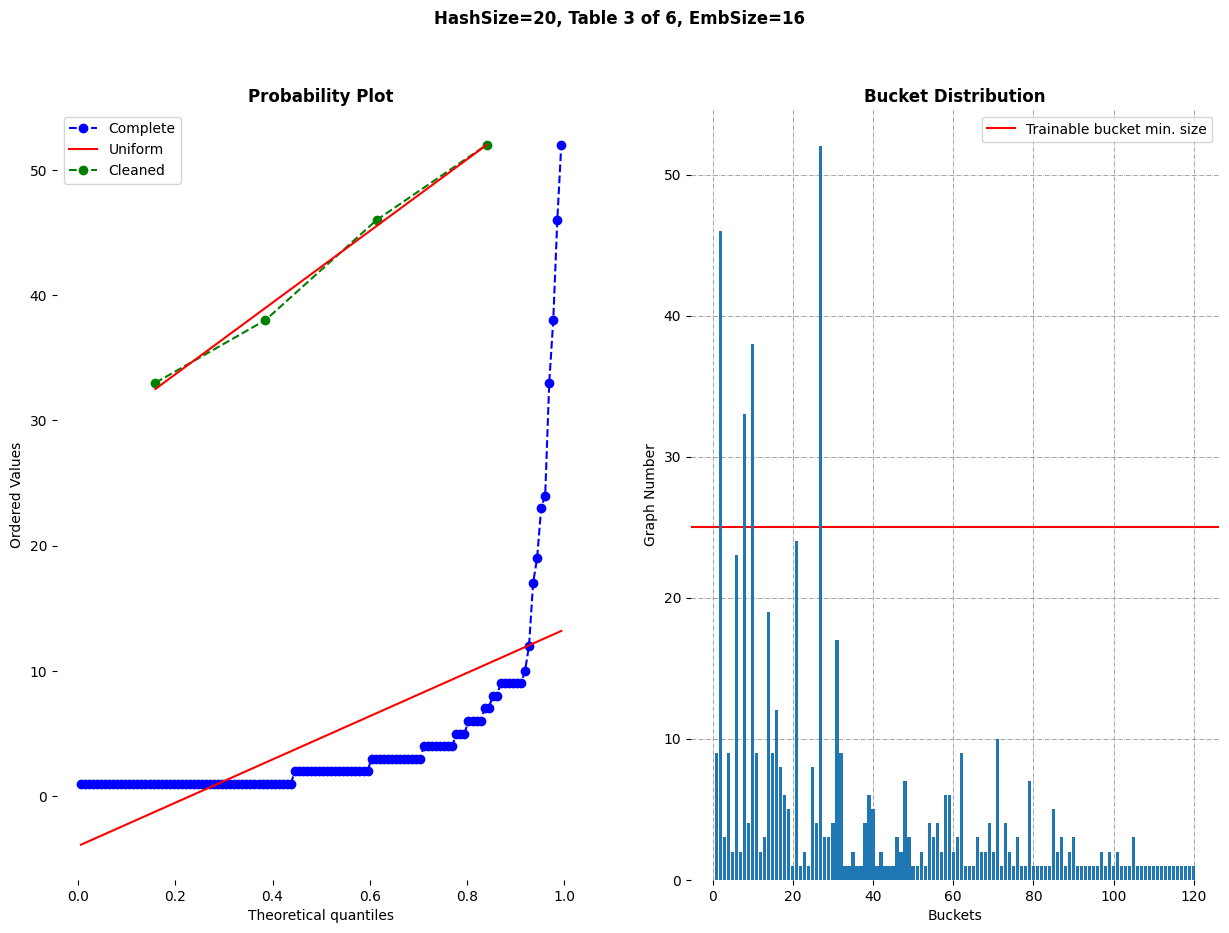 HashSize=20, Table 3 of 6, EmbSize=16
Probability Plot
Complete
Uniform
Cleaned
50
40
30
20
10
0
Ordered Values
0.0 0.2 0.4 0.6 0.8 1.0
Theoretical quantiles
Bucket Distribution
Trainable bucket min. size
50
40
30
20
10
0
Graph Number
0 20 40 60 80 100 120
Buckets